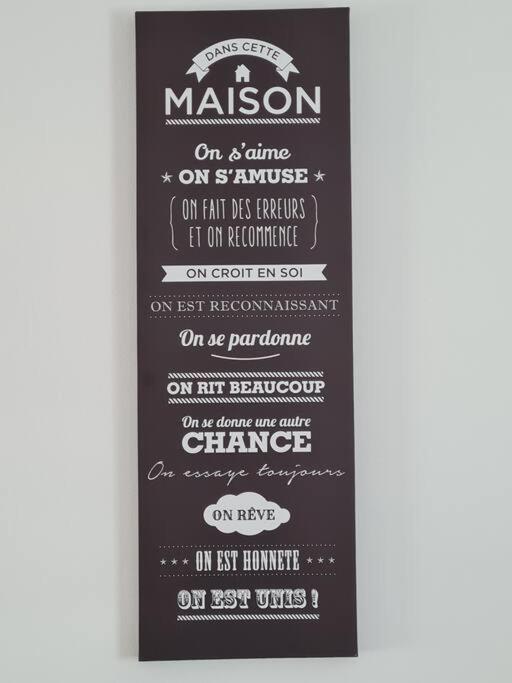 DANS CETTE
MAISON
On s'aime
ON S'AMUSE
ON FAIT DES ERREURS
ET ON RECOMMENCE
ON CROIT EN SOI
ON EST RECONNAISSANT
On se pardonne
ON RIT BEAUCOUP
On se donne une autre
CHANCE
On essaye toujours
ON RÊVE
ON EST HONNETE
ON EST UNIS !